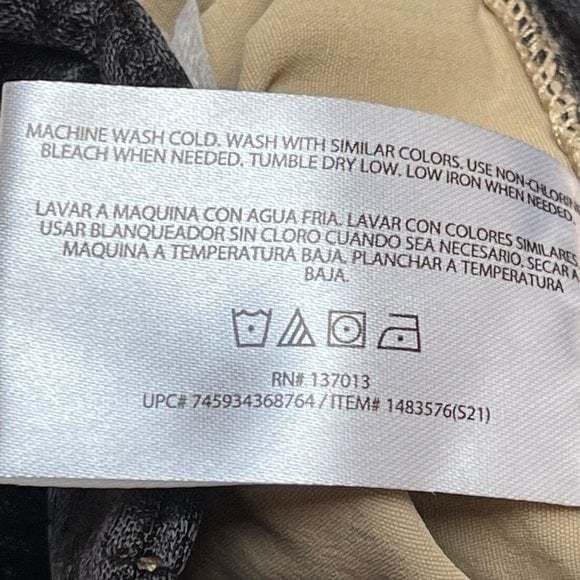 MACHINE WASH COLD. WASH WITH SIMILAR COLORS. USE NON-CHLORINE
BLEACH WHEN NEEDED. TUMBLE DRY LOW. LOW IRON WHEN NEEDED
LAVAR A MAQUINA CON AGUA FRIA. LAVAR CON COLORES SIMILARES
USAR BLANQUEADOR SIN CLORO CUANDO SEA NECESARIO. SECAR A
MAQUINA A TEMPERATURA BAJA. PLANCHAR A TEMPERATURA
BAJA.
RN# 137013
UPC# 745934368764 / ITEM# 1483576(S21)